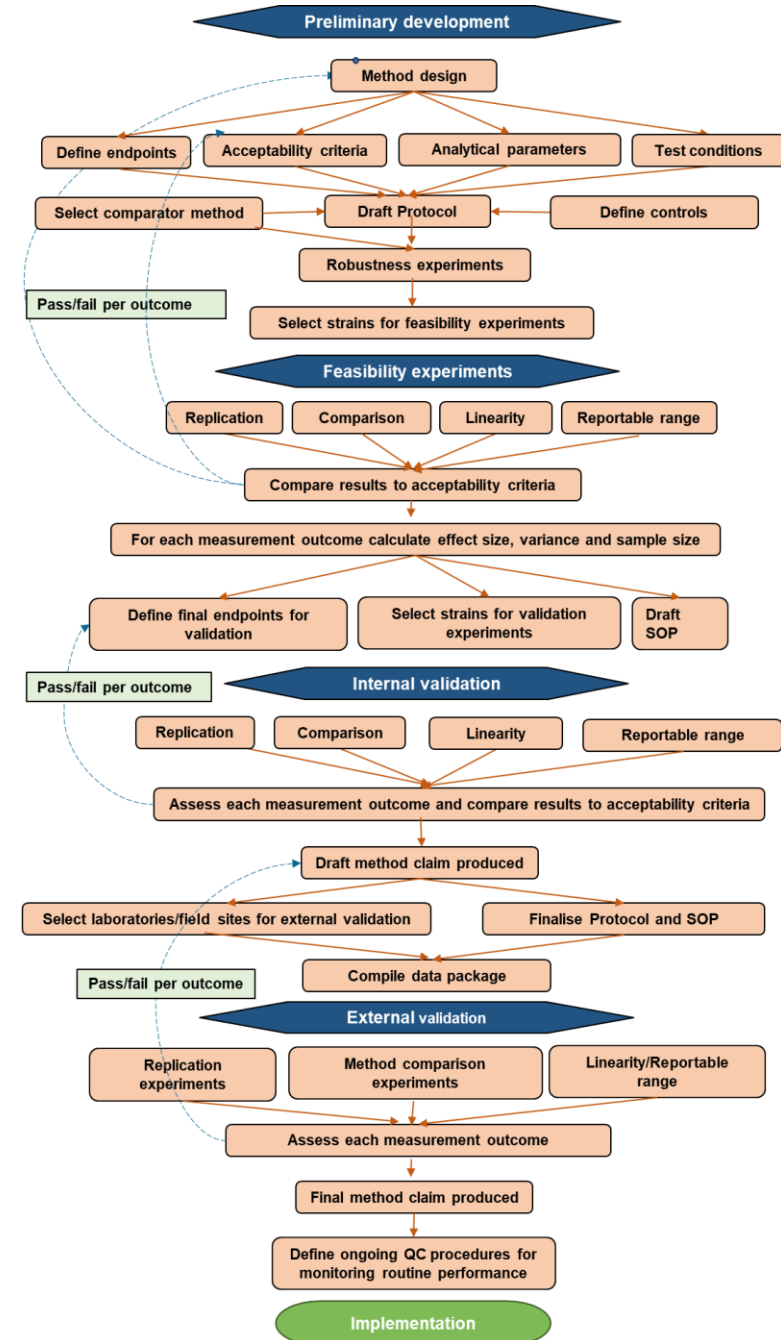 Preliminary development
Method design
Define endpoints
Acceptability criteria
Analytical parameters
Test conditions
Select comparator method
Draft Protocol
Define controls
Robustness experiments
Pass/fail per outcome
Select strains for feasibility experiments
Feasibility experiments
Replication
Comparison
Linearity
Reportable range
Compare results to acceptability criteria
For each measurement outcome calculate effect size, variance and sample size
Define final endpoints for
validation
Select strains for validation
experiments
Draft
SOP
Pass/fail per outcome
Internal validation
Replication
Comparison
Linearity
Reportable range
Assess each measurement outcome and compare results to acceptability criteria
Draft method claim produced
Select laboratories/field sites for external validation
Finalise Protocol and SOP
Compile data package
Pass/fail per outcome
External validation
Replication
experiments
Method comparison
experiments
Linearity/Reportable
range
Assess each measurement outcome
Final method claim produced
Define ongoing QC procedures for
monitoring routine performance
Implementation